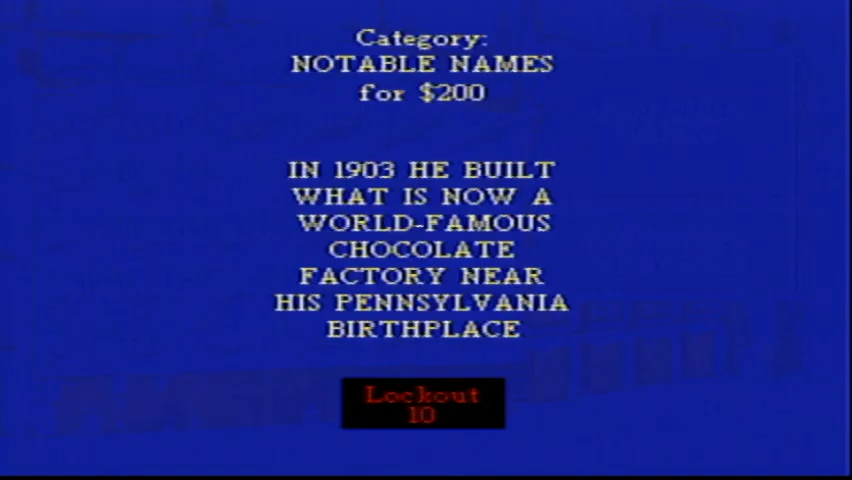 Category:
NOTABLE NAMES
for $200
IN 1903 HE BUILT
WHAT IS NOW A
WORLD-FAMOUS
CHOCOLATE
FACTORY NEAR
HIS PENNSYLVANIA
BIRTHPLACE
Lockout
10